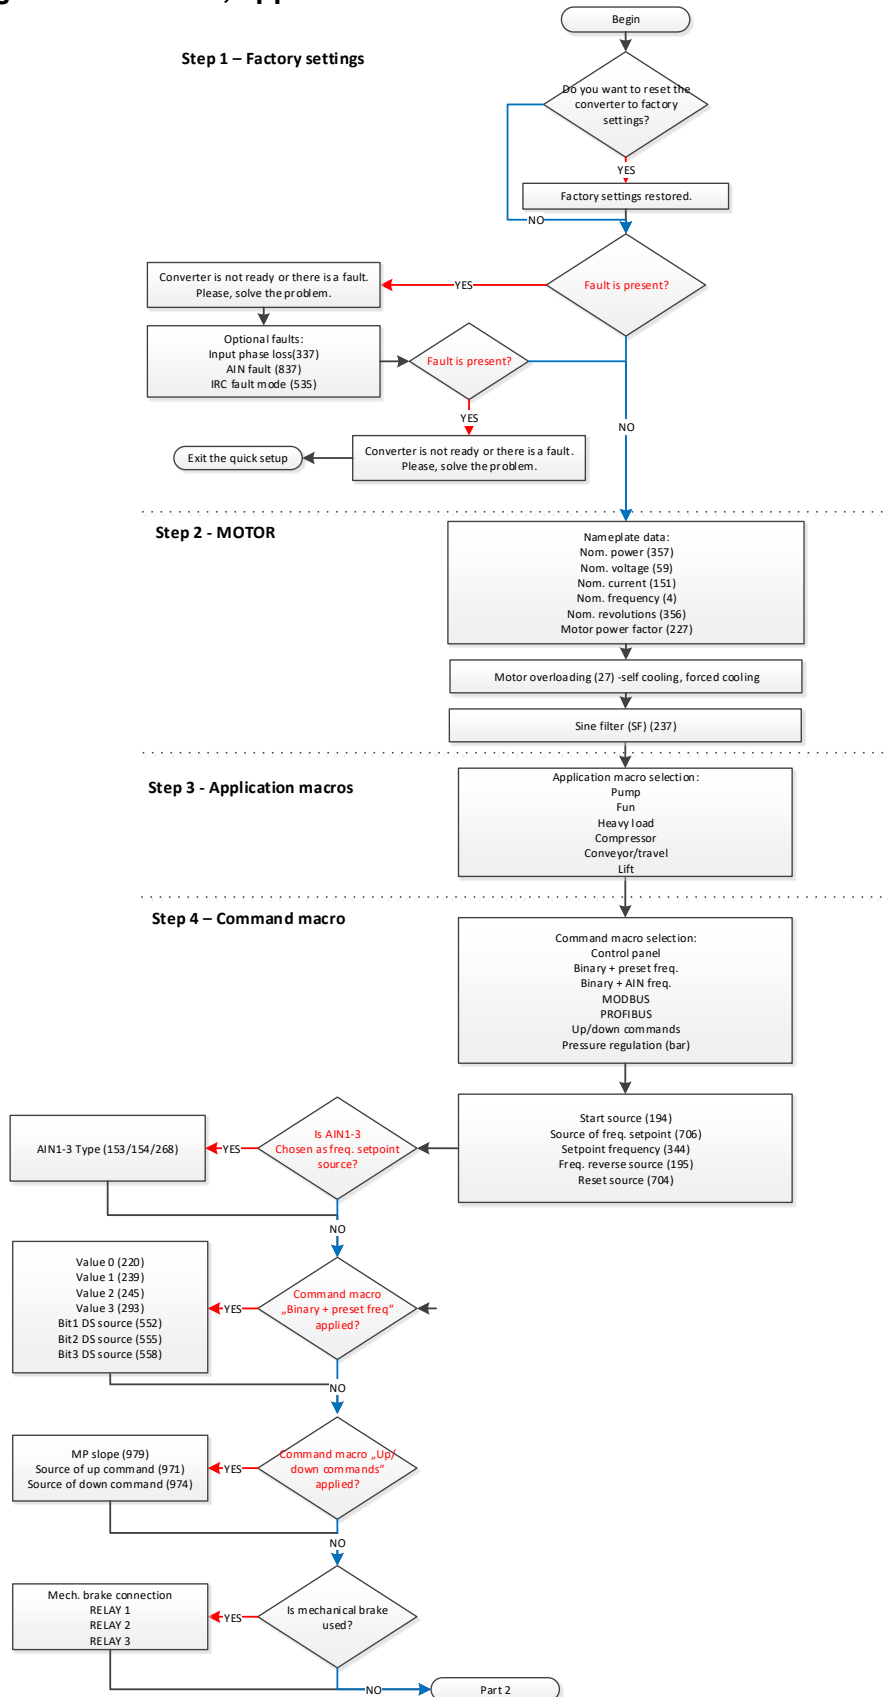 Begin
Step 1 – Factory settings
Do you want to reset the
converter to factory
settings?
YES
Factory settings restored.
NO
Converter is not ready or there is a fault.
Please, solve the problem.
YES
Fault is present?
Optional faults:
Input phase loss(337)
AIN fault (837)
IRC fault mode (535)
Fault is present?
YES
NO
Exit the quick setup
Converter is not ready or there is a fault.
Please, solve the problem.
Step 2 - MOTOR
Nameplate data:
Nom. power (357)
Nom. voltage (59)
Nom. current (151)
Nom. frequency (4)
Nom. revolutions (356)
Motor power factor (227)
Motor overloading (27) -self cooling, forced cooling
Sine filter (SF) (237)
Step 3 - Application macros
Application macro selection:
Pump
Fun
Heavy load
Compressor
Conveyor/travel
Lift
Step 4 – Command macro
Command macro selection:
Control panel
Binary + preset freq.
Binary + AIN freq.
MODBUS
PROFIBUS
Up/down commands
Pressure regulation (bar)
Start source (194)
Source of freq. setpoint (706)
Setpoint frequency (344)
Freq. reverse source (195)
Reset source (704)
Is AIN1-3
Chosen as freq. setpoint
source?
YES
AIN1-3 Type (153/154/268)
NO
Value 0 (220)
Value 1 (239)
Value 2 (245)
Value 3 (293)
Bit1 DS source (552)
Bit2 DS source (555)
Bit3 DS source (558)
YES
Command macro
„Binary + preset freq“
applied?
NO
MP slope (979)
Source of up command (971)
Source of down command (974)
YES
Command macro „Up/
down commands“
applied?
NO
Mech. brake connection
RELAY 1
RELAY 2
RELAY 3
YES
Is mechanical brake
used?
NO
Part 2